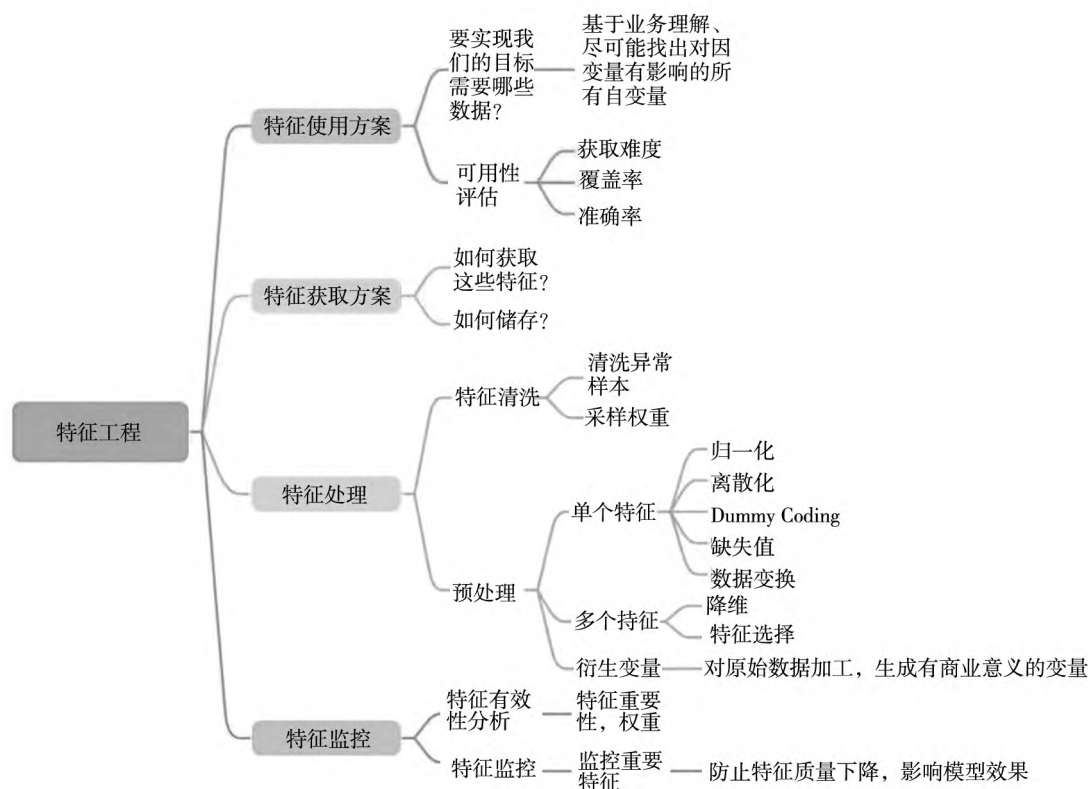 特征工程
特征使用方案
要实现我
们的目标
需要哪些
数据?
基于业务理解、
尽可能找出对因
变量有影响的所
有自变量
可用性
评估
获取难度
覆盖率
准确率
特征获取方案
如何获取
这些特征?
如何储存?
特征处理
特征清洗
清洗异常
样本
采样权重
预处理
单个特征
归一化
离散化
Dummy Coding
缺失值
数据变换
多个持征
降维
特征选择
衍生变量
对原始数据加工，生成有商业意义的变量
特征监控
特征有效
性分析
特征重要
性，权重
特征监控
监控重要
特征
防止特征质量下降，影响模型效果